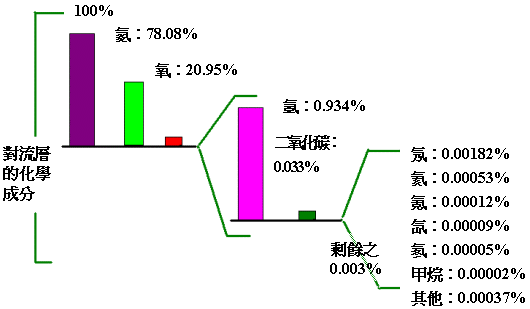 100%
氮：78.08%
氧：20.95%
氬：0.934%
二氧化碳：
0.033%
對流層
的化學
成分
剩餘之
0.003%
氖：0.00182%
氦：0.00053%
氪：0.00012%
氙：0.00009%
氫：0.00005%
甲烷：0.00002%
其他：0.00037%